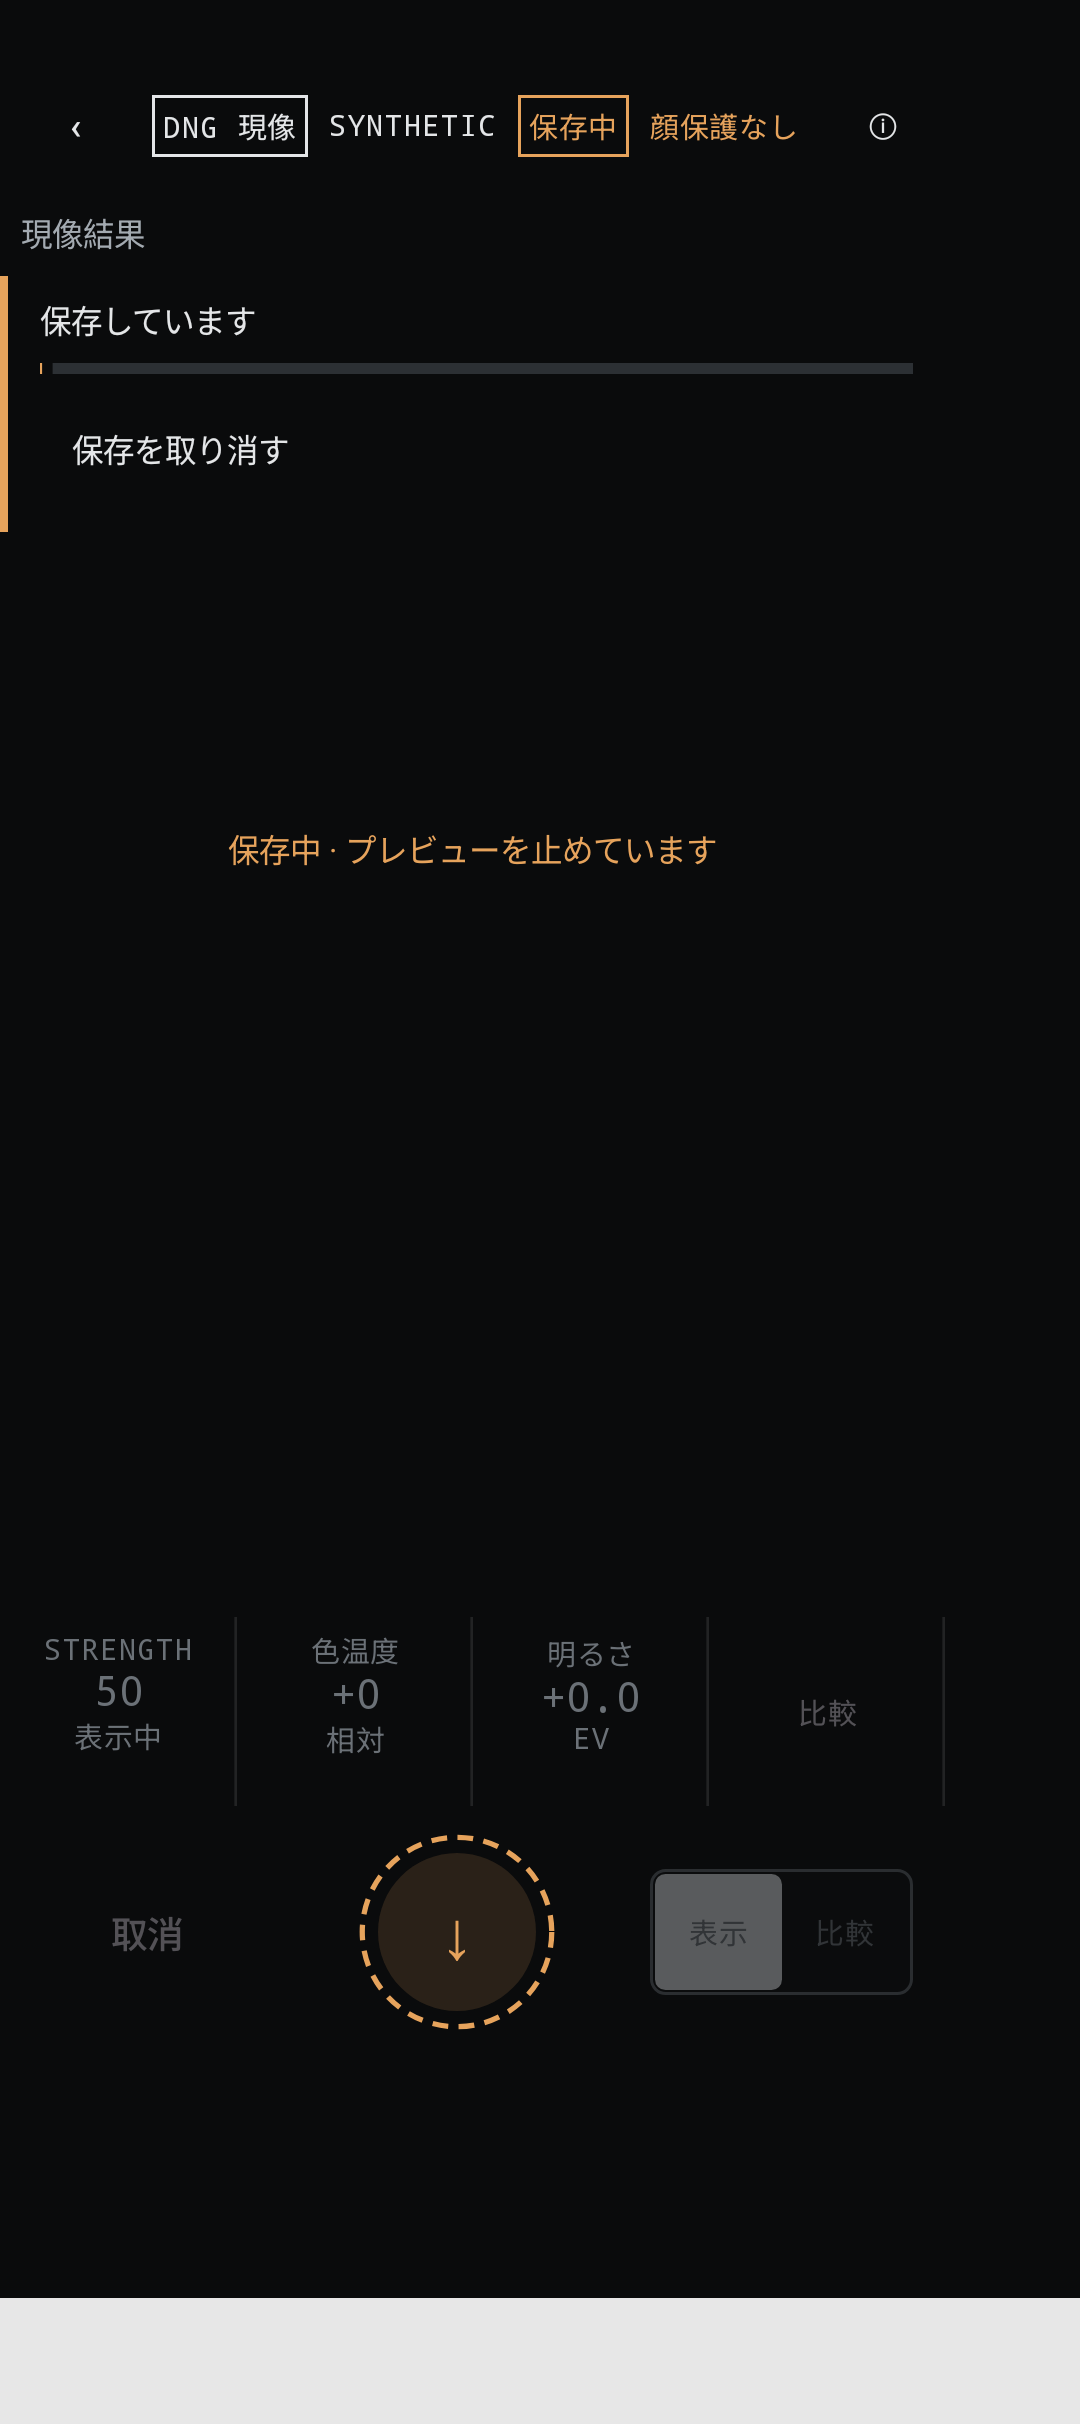 ‹ DNG 現像 SYNTHETIC 保存中 顔保護なし ⓘ
現像結果
保存しています
保存を取り消す
保存中 · プレビューを止めています
STRENGTH 色温度 明るさ
50 +0 +0.0 比較
表示中 相対 EV
取消 ↓ 表示 比較